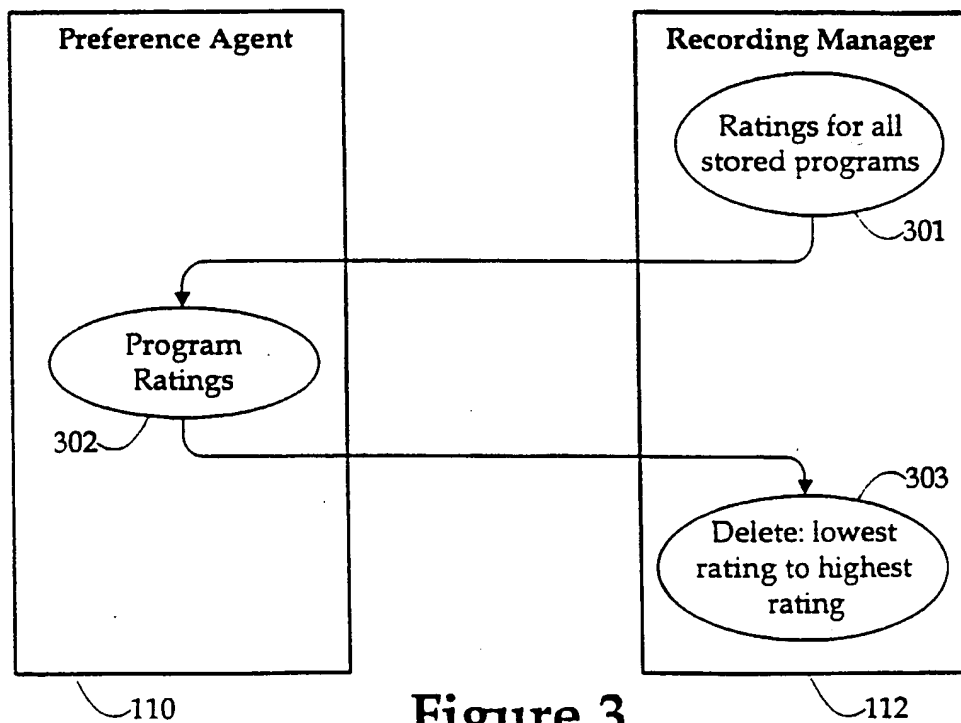 Preference Agent
Recording Manager
Ratings for all
stored programs
301
Program
Ratings
302
303
Delete: lowest
rating to highest
rating
110
112
Figure 3